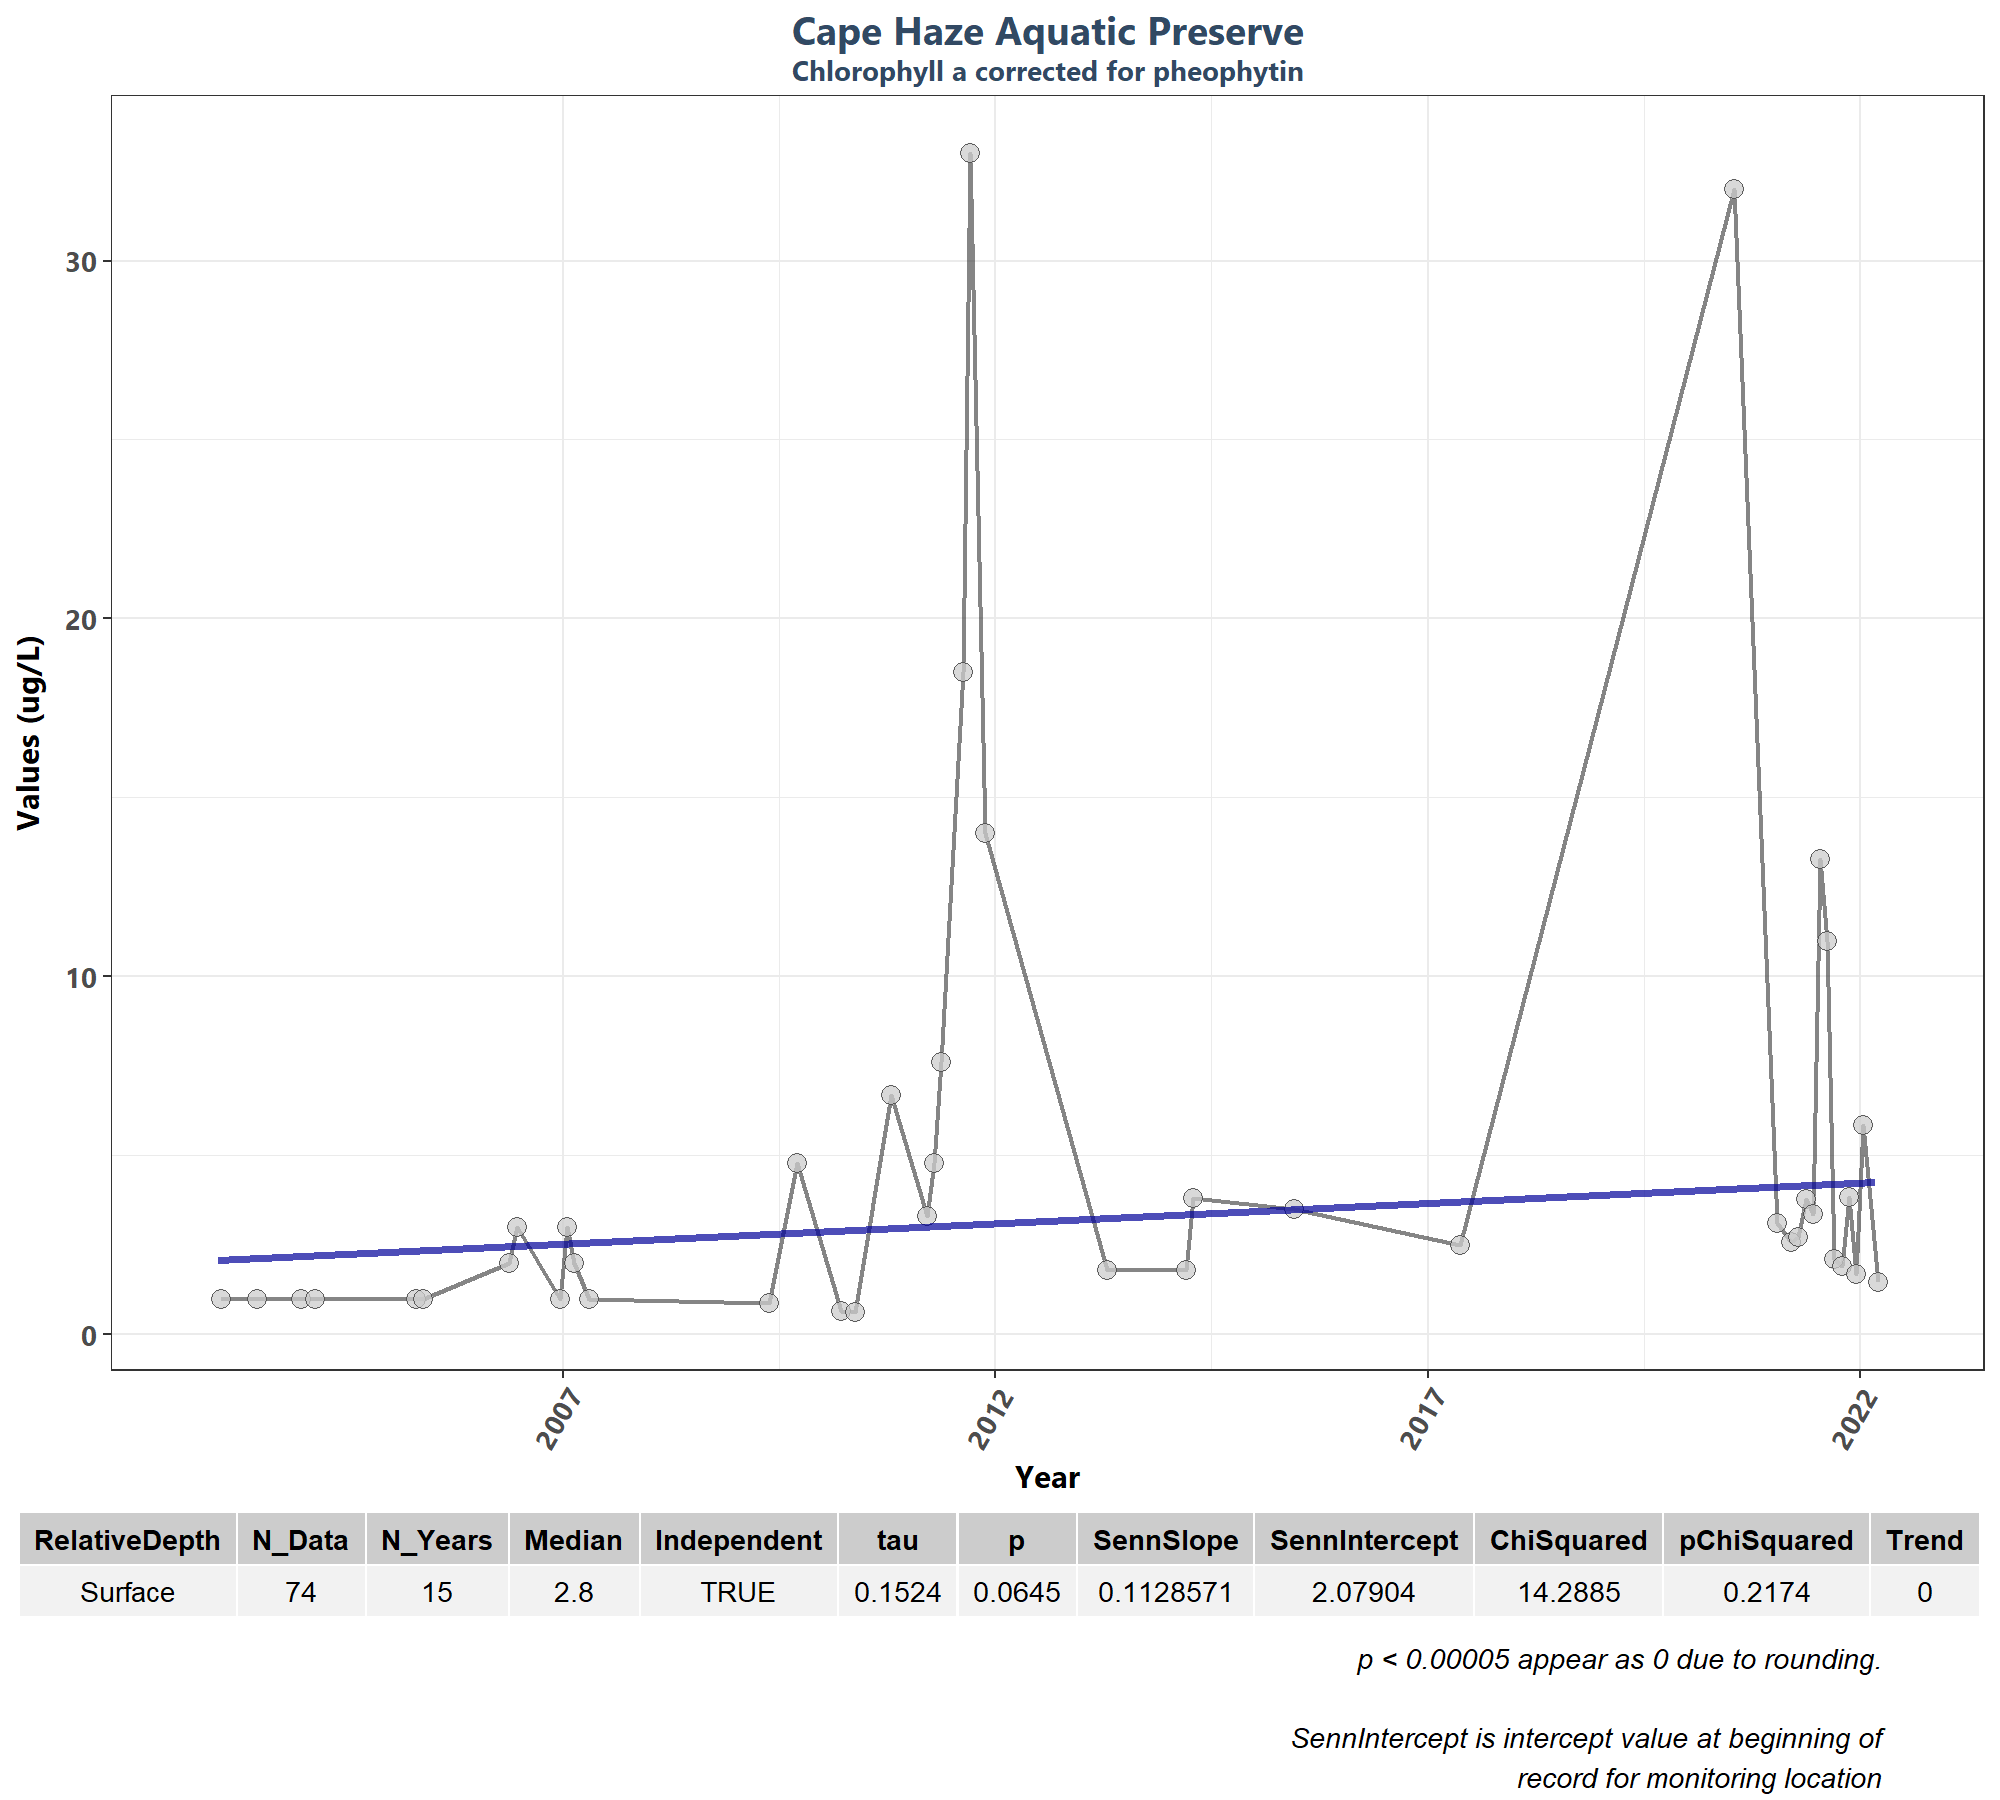 Cape Haze Aquatic Preserve
Chlorophyll a corrected for pheophytin
Values (ug/L)
30
20
10
0
2007 2012 2017 2022
Year
RelativeDepth N_Data N_Years Median Independent tau p SennSlope SennIntercept ChiSquared pChiSquared Trend
Surface 74 15 2.8 TRUE 0.1524 0.0645 0.1128571 2.07904 14.2885 0.2174 0
p < 0.00005 appear as 0 due to rounding.
SennIntercept is intercept value at beginning of
record for monitoring location